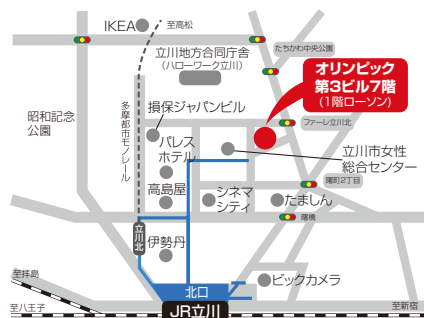 IKEA
至高松
たちかわ中央公園
立川地方合同庁舎
(ハローワーク立川)
オリンピック
第3ビル7階
(1階ローソン)
昭和記念
公園
多摩都市モノレール
損保ジャパンビル
ファーレ立川北
パレス
ホテル
立川市女性
総合センター
高島屋
曙町2丁目
シネマ
シティ
たましん
曙橋
立川北
伊勢丹
至拝島
ビックカメラ
北口
至八王子
JR立川
至新宿